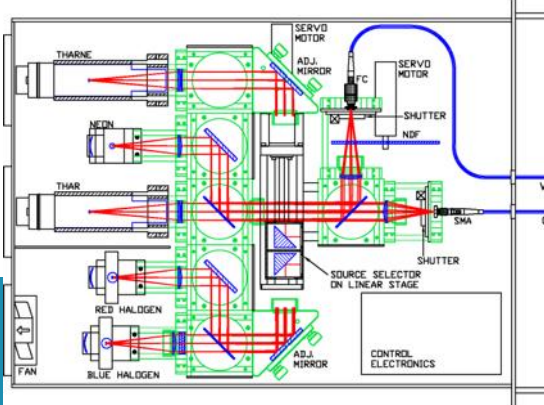 THARNE
SERVO
MOTOR
ADJ.
MIRROR
FC
SERVO
MOTOR
NEON
SHUTTER
NDF
THAR
SMA
SHUTTER
SOURCE SELECTOR
ON LINEAR STAGE
RED HALOGEN
FAN
BLUE HALOGEN
ADJ.
MIRROR
CONTROL
ELECTRONICS